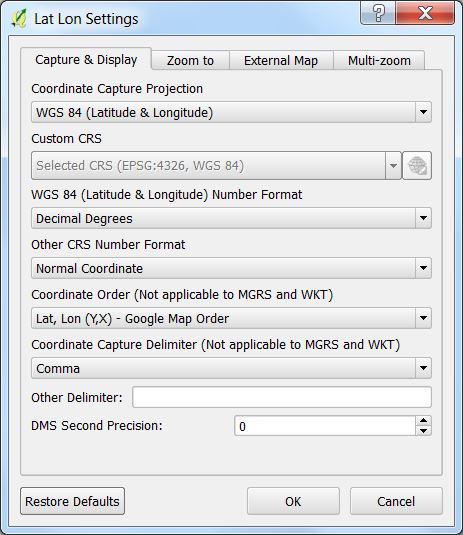 Lat Lon Settings
?
X
Capture & Display
Zoom to
External Map
Multi-zoom
Coordinate Capture Projection
WGS 84 (Latitude & Longitude)
Custom CRS
Selected CRS (EPSG:4326, WGS 84)
WGS 84 (Latitude & Longitude) Number Format
Decimal Degrees
Other CRS Number Format
Normal Coordinate
Coordinate Order (Not applicable to MGRS and WKT)
Lat, Lon (Y,X) - Google Map Order
Coordinate Capture Delimiter (Not applicable to MGRS and WKT)
Comma
Other Delimiter:
DMS Second Precision: 0
Restore Defaults
OK
Cancel